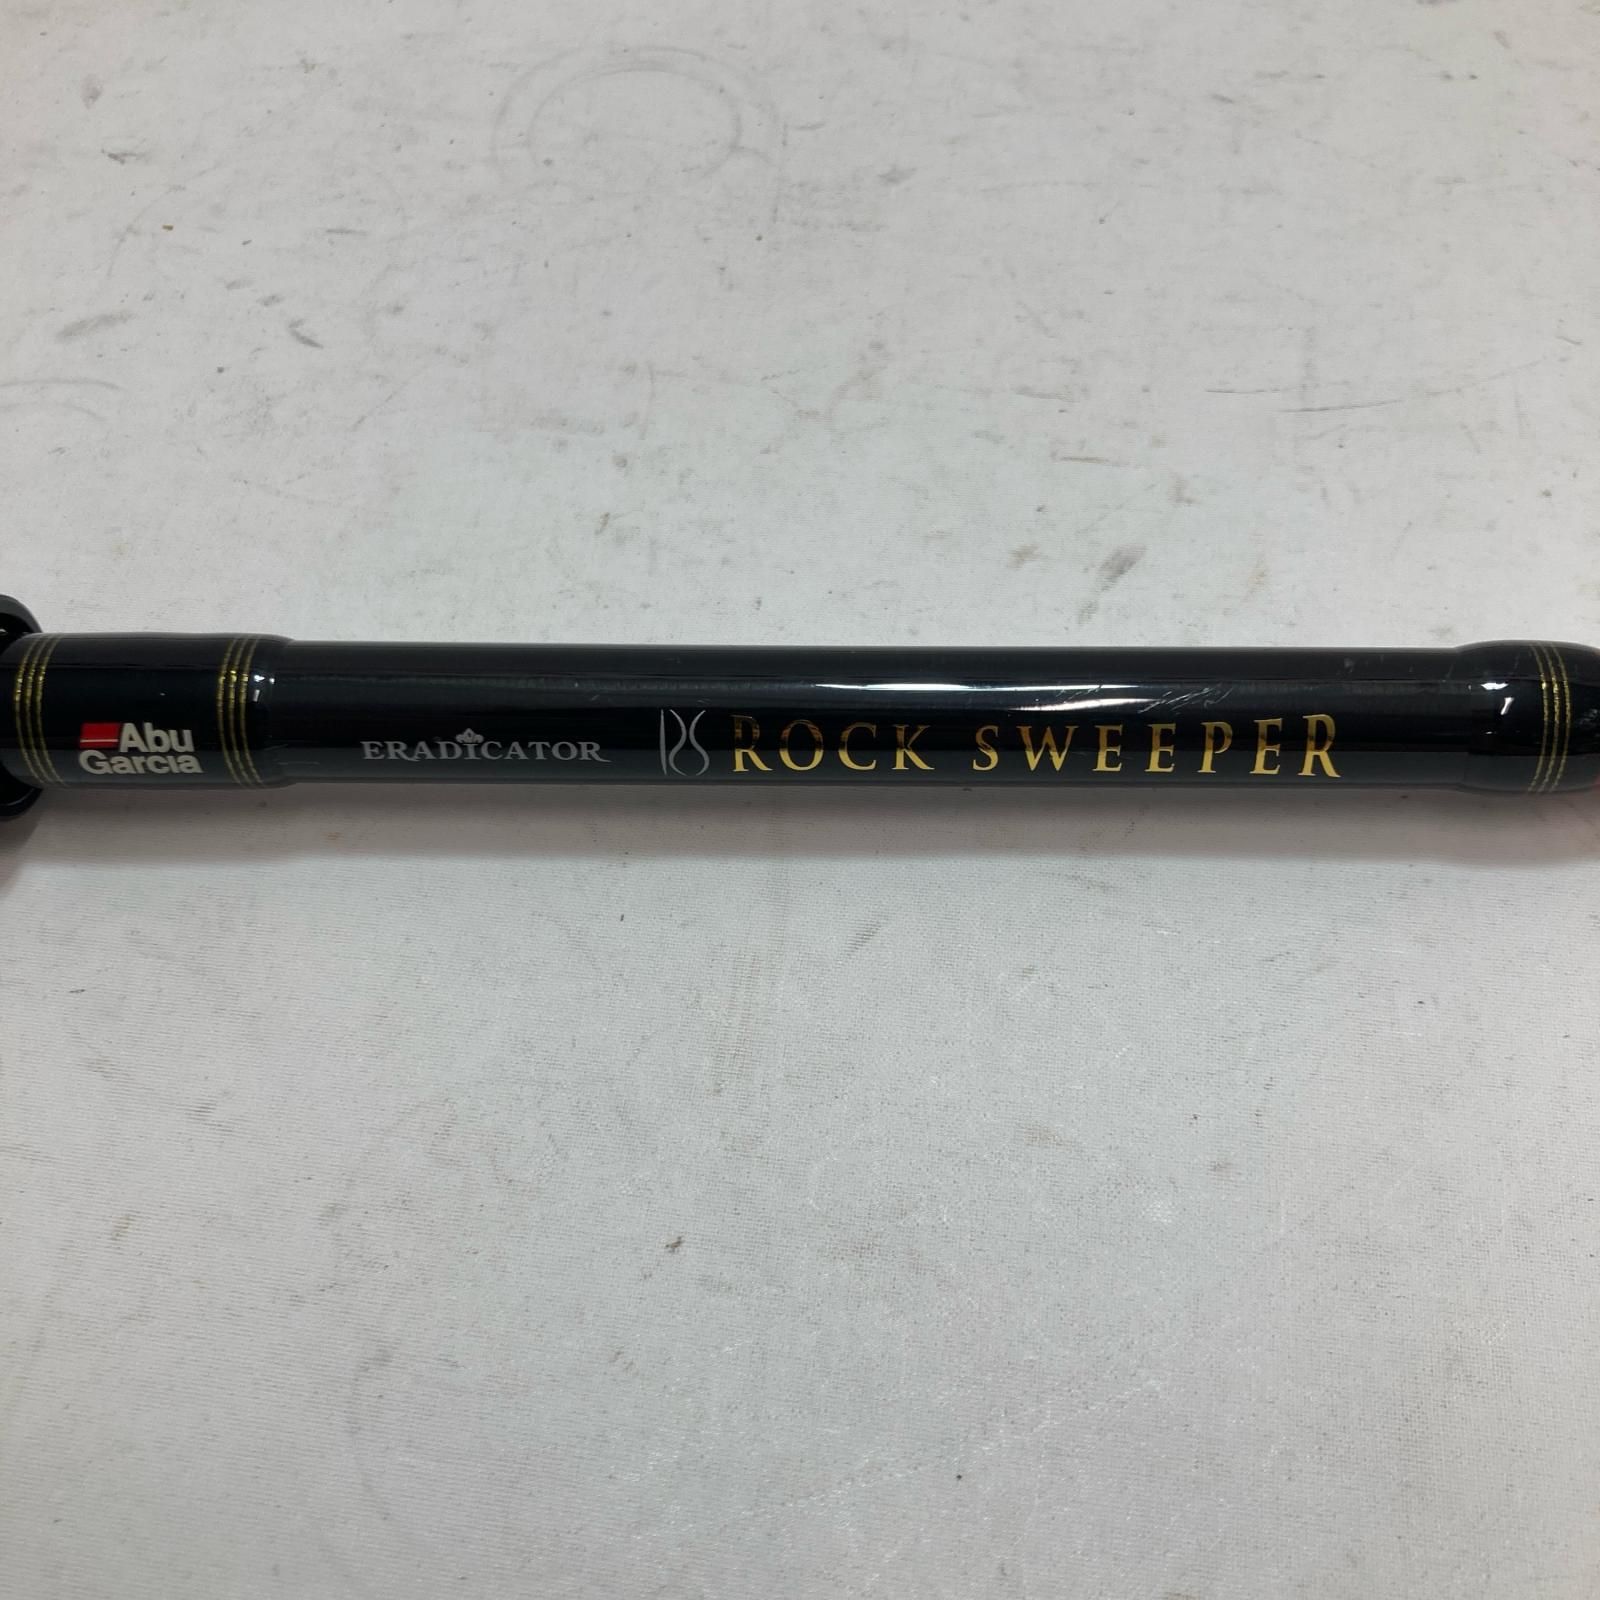 Abu
Garcia
ERADICATOR RS ROCK SWEEPER